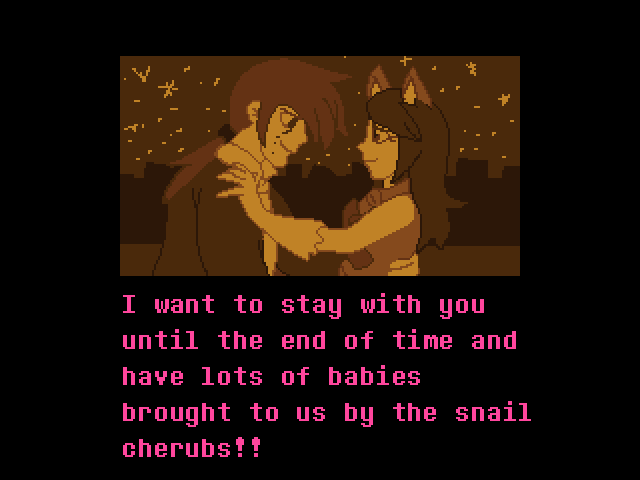 I want to stay with you
until the end of time and
have lots of babies
brought to us by the snail
cherubs!!